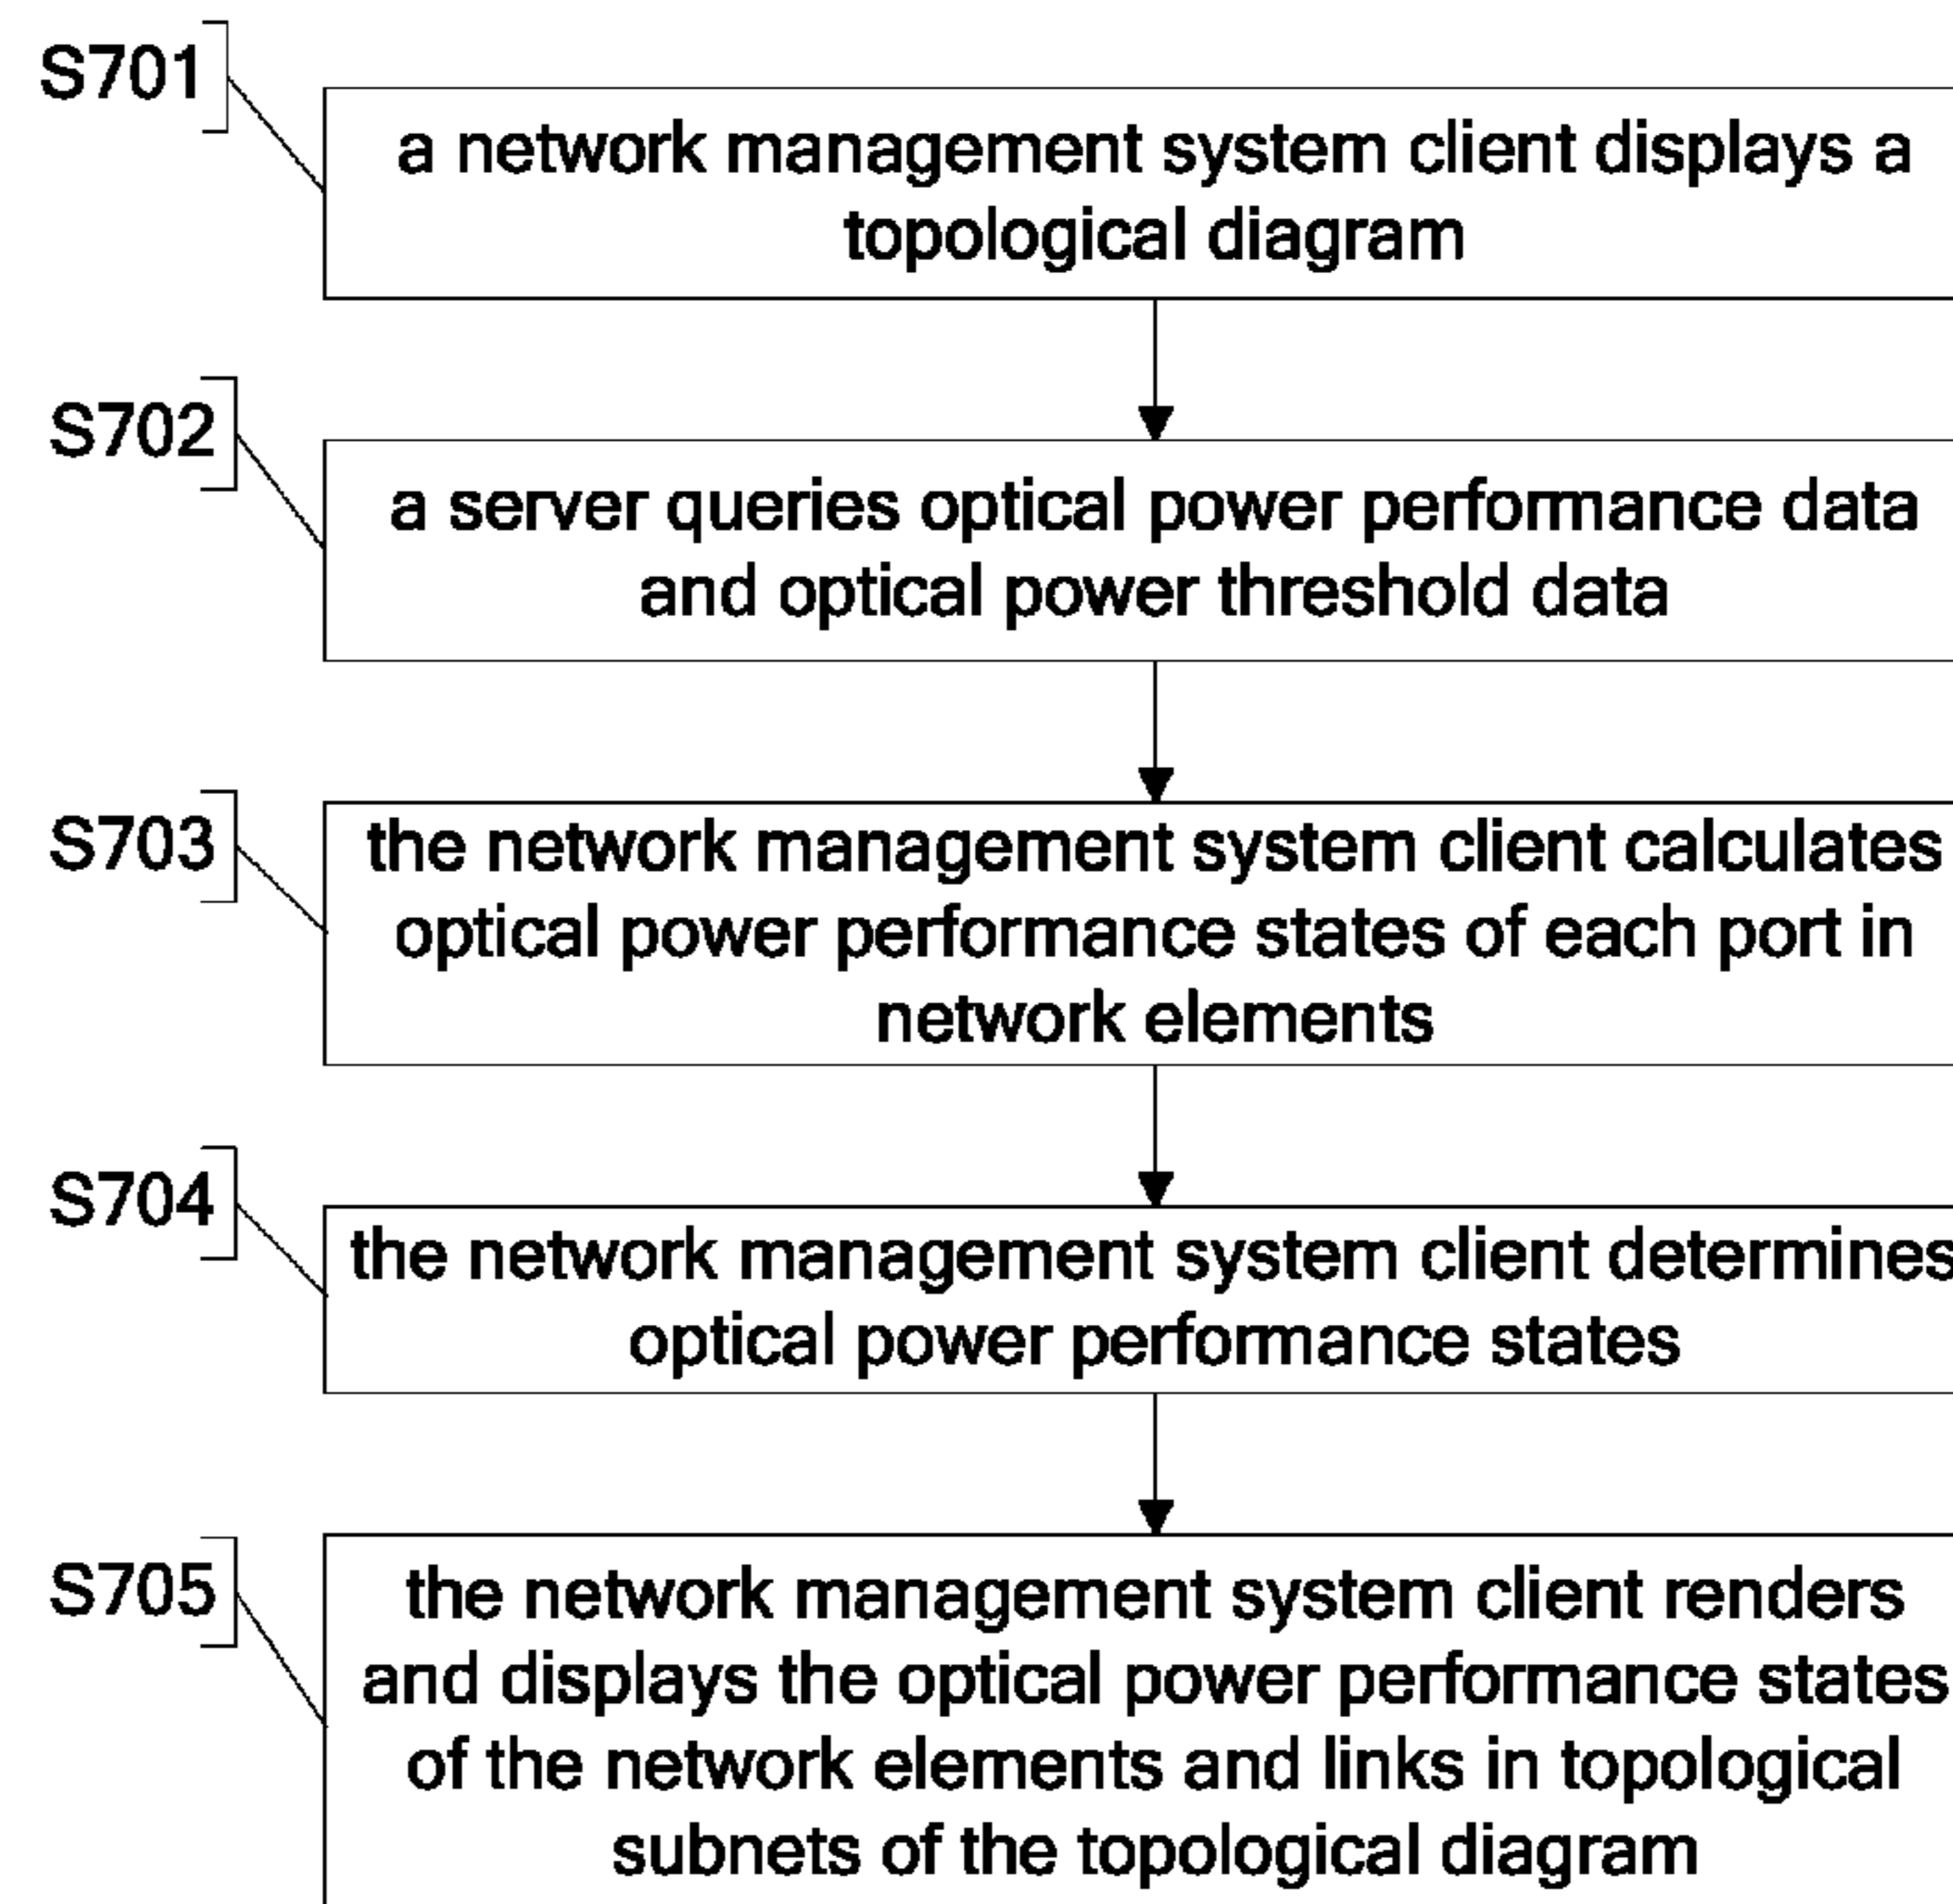 S701
a network management system client displays a
topological diagram
S702
a server queries optical power performance data
and optical power threshold data
S703
the network management system client calculates
optical power performance states of each port in
network elements
S704
the network management system client determines
optical power performance states
S705
the network management system client renders
and displays the optical power performance states
of the network elements and links in topological
subnets of the topological diagram